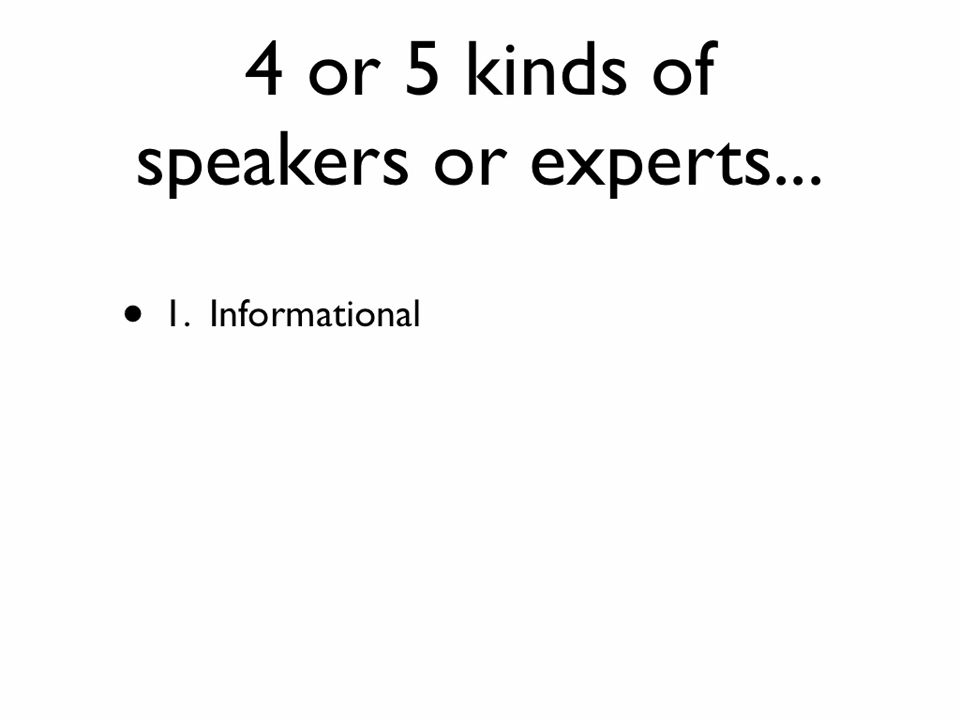 4 or 5 kinds of
speakers or experts...
• 1. Informational